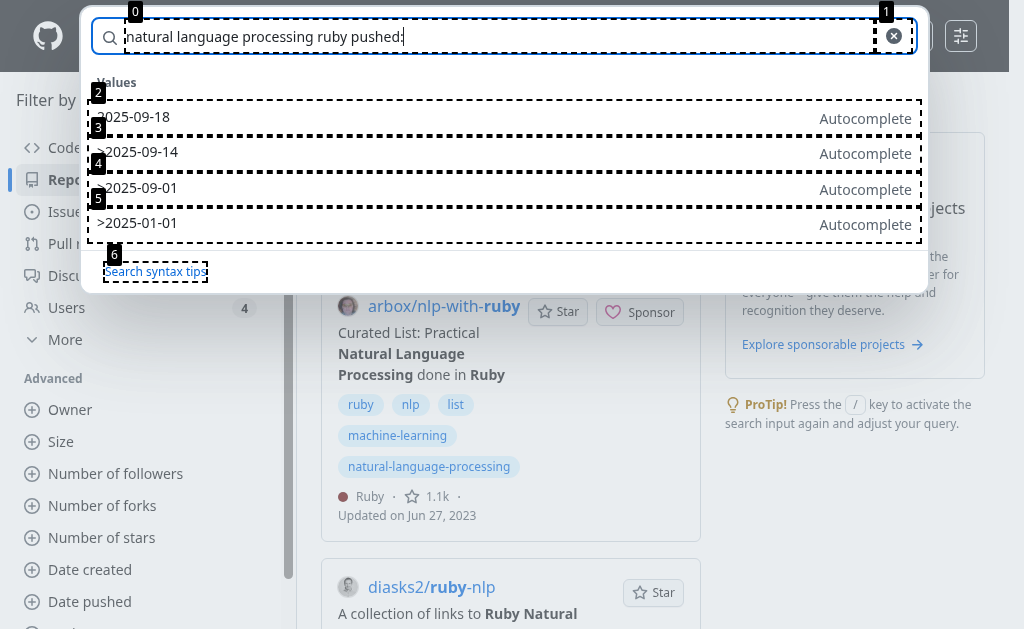 0
1
natural language processing ruby pushed:
Values
2
2025-09-18 Autocomplete
3
>2025-09-14 Autocomplete
4
>2025-09-01 Autocomplete
5
>2025-01-01 Autocomplete
6
Search syntax tips
Filter by
Code
Repo
Issue
Pull r
Discu
Users 4
More
Advanced
Owner
Size
Number of followers
Number of forks
Number of stars
Date created
Date pushed
arbox/nlp-with-ruby
Star
Sponsor
Curated List: Practical
Natural Language
Processing done in Ruby
ruby nlp list
machine-learning
natural-language-processing
Ruby · 1.1k ·
Updated on Jun 27, 2023
diasks2/ruby-nlp
Star
A collection of links to Ruby Natural
jects
the
er for
everyone—give them the help and
recognition they deserve.
Explore sponsorable projects →
ProTip! Press the / key to activate the
search input again and adjust your query.